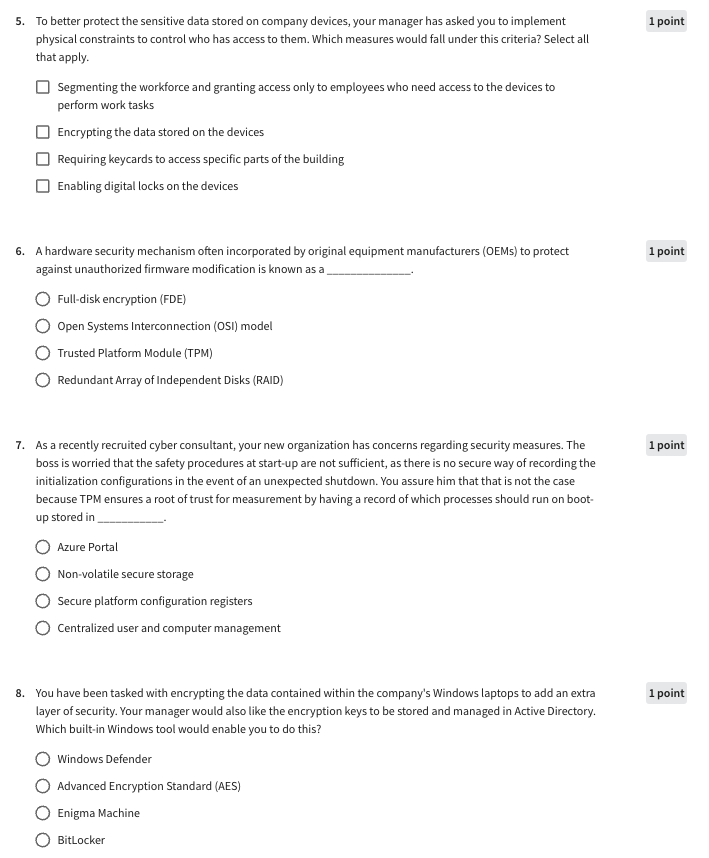 5. To better protect the sensitive data stored on company devices, your manager has asked you to implement 1 point
physical constraints to control who has access to them. Which measures would fall under this criteria? Select all
that apply.
Segmenting the workforce and granting access only to employees who need access to the devices to
perform work tasks
Encrypting the data stored on the devices
Requiring keycards to access specific parts of the building
Enabling digital locks on the devices
6. A hardware security mechanism often incorporated by original equipment manufacturers (OEMs) to protect 1 point
against unauthorized firmware modification is known as a ______________.
Full-disk encryption (FDE)
Open Systems Interconnection (OSI) model
Trusted Platform Module (TPM)
Redundant Array of Independent Disks (RAID)
7. As a recently recruited cyber consultant, your new organization has concerns regarding security measures. The 1 point
boss is worried that the safety procedures at start-up are not sufficient, as there is no secure way of recording the
initialization configurations in the event of an unexpected shutdown. You assure him that that is not the case
because TPM ensures a root of trust for measurement by having a record of which processes should run on boot-
up stored in ___________.
Azure Portal
Non-volatile secure storage
Secure platform configuration registers
Centralized user and computer management
8. You have been tasked with encrypting the data contained within the company's Windows laptops to add an extra 1 point
layer of security. Your manager would also like the encryption keys to be stored and managed in Active Directory.
Which built-in Windows tool would enable you to do this?
Windows Defender
Advanced Encryption Standard (AES)
Enigma Machine
BitLocker